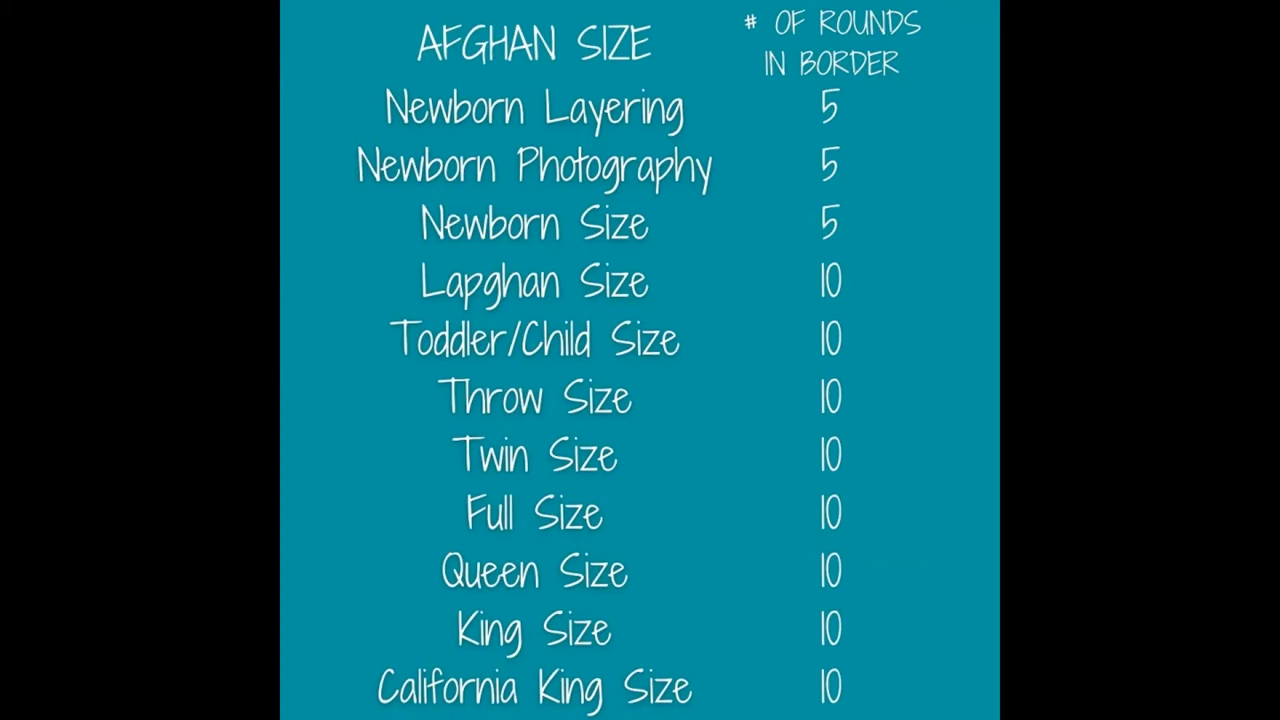 AFGHAN SIZE # OF ROUNDS
IN BORDER
Newborn Layering 5
Newborn Photography 5
Newborn Size 5
Lapghan Size 10
Toddler/Child Size 10
Throw Size 10
Twin Size 10
Full Size 10
Queen Size 10
King Size 10
California King Size 10